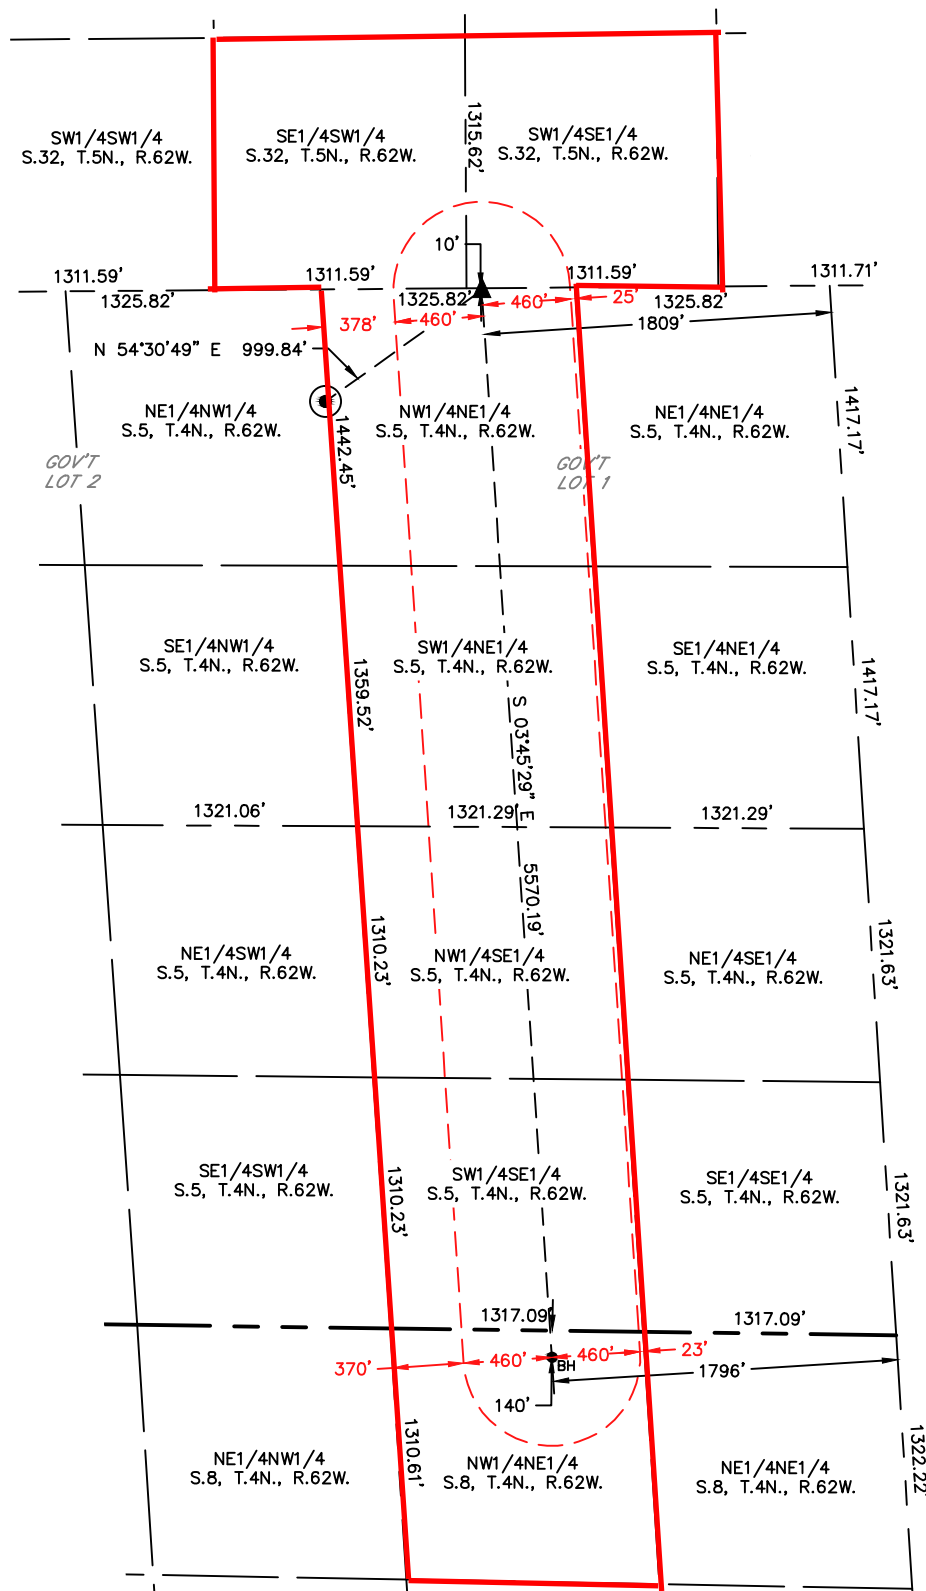 SW1/4SW1/4
S.32, T.5N., R.62W.
SE1/4SW1/4
S.32, T.5N., R.62W.
1315.62'
SW1/4SE1/4
S.32, T.5N., R.62W.
10'
1311.59'
1325.82'
1311.59'
1325.82'
1311.59'
1325.82'
1311.71'
378'
460'
460'
25'
1809'
N 54°30'49" E 999.84'
NE1/4NW1/4
S.5, T.4N., R.62W.
1442.45'
NW1/4NE1/4
S.5, T.4N., R.62W.
NE1/4NE1/4
S.5, T.4N., R.62W.
1417.17'
GOV'T
LOT 2
GOV'T
LOT 1
SE1/4NW1/4
S.5, T.4N., R.62W.
1359.52'
SW1/4NE1/4
S.5, T.4N., R.62W.
SE1/4NE1/4
S.5, T.4N., R.62W.
1417.17'
S 03°45'29" E 5570.19'
1321.06'
1321.29'
1321.29'
NE1/4SW1/4
S.5, T.4N., R.62W.
1310.23'
NW1/4SE1/4
S.5, T.4N., R.62W.
NE1/4SE1/4
S.5, T.4N., R.62W.
1321.63'
SE1/4SW1/4
S.5, T.4N., R.62W.
1310.23'
SW1/4SE1/4
S.5, T.4N., R.62W.
SE1/4SE1/4
S.5, T.4N., R.62W.
1321.63'
1317.09'
1317.09'
370'
460'
460'
23'
BH
1796'
140'
NE1/4NW1/4
S.8, T.4N., R.62W.
1310.61'
NW1/4NE1/4
S.8, T.4N., R.62W.
NE1/4NE1/4
S.8, T.4N., R.62W.
1322.22'